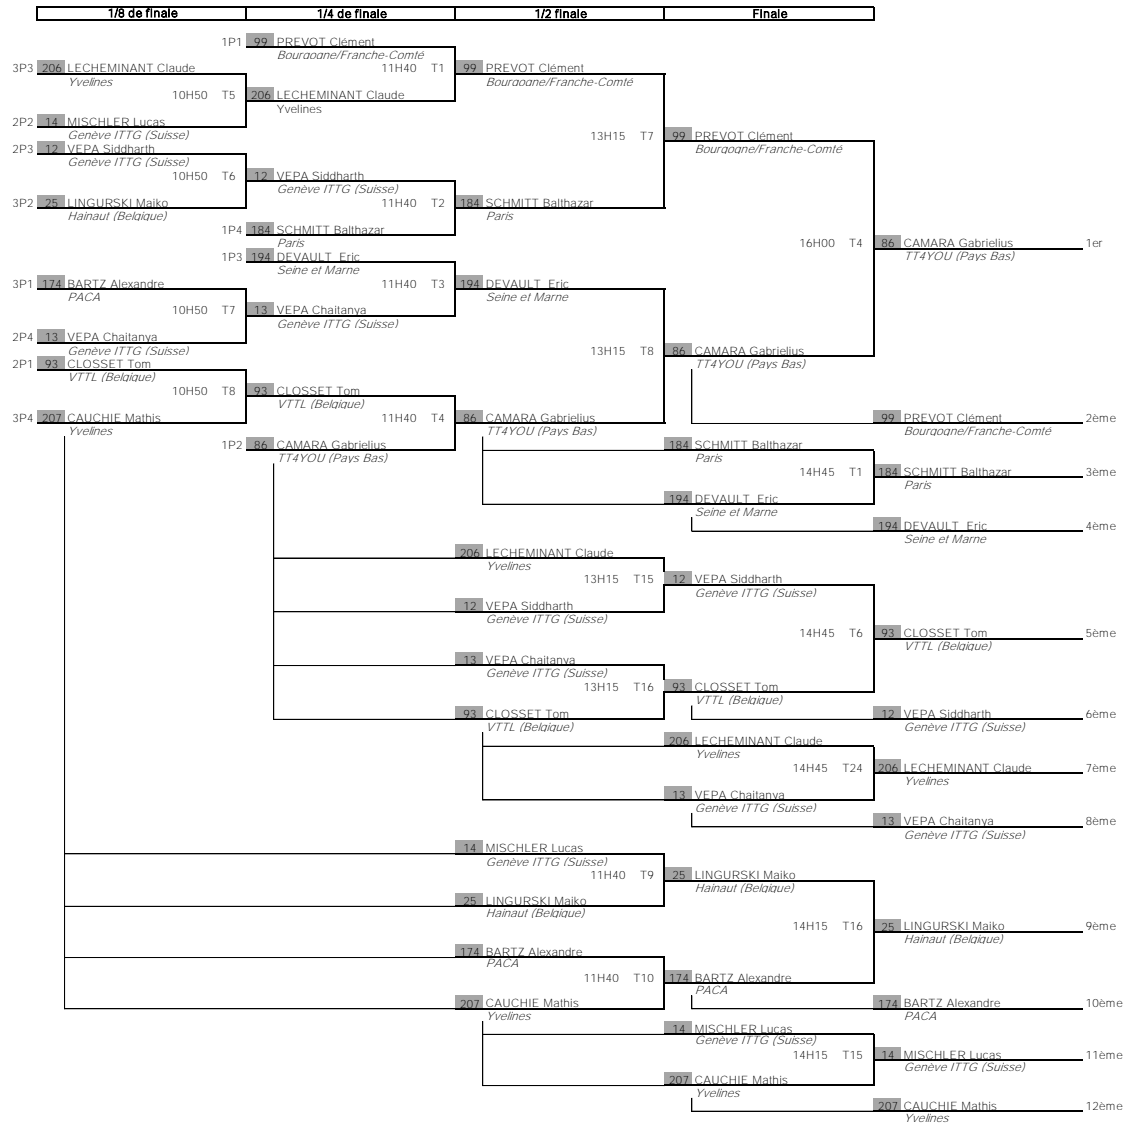 1/8 de finale 1/4 de finale 1/2 finale Finale
1P1 99 PREVOT Clément
Bourgogne/Franche-Comté
3P3 206 LECHEMINANT Claude 11H40 T1 99 PREVOT Clément
Yvelines Bourgogne/Franche-Comté
10H50 T5 206 LECHEMINANT Claude
Yvelines
2P2 14 MISCHLER Lucas
Genève ITTG (Suisse) 13H15 T7 99 PREVOT Clément
2P3 12 VEPA Siddharth Bourgogne/Franche-Comté
Genève ITTG (Suisse)
10H50 T6 12 VEPA Siddharth
Genève ITTG (Suisse)
3P2 25 LINGURSKI Maiko 11H40 T2 184 SCHMITT Balthazar
Hainaut (Belgique) Paris
1P4 184 SCHMITT Balthazar
Paris 16H00 T4 86 CAMARA Gabrielius 1er
1P3 194 DEVAULT Eric TT4YOU (Pays Bas)
Seine et Marne
3P1 174 BARTZ Alexandre 11H40 T3 194 DEVAULT Eric
PACA Seine et Marne
10H50 T7 13 VEPA Chaitanya
Genève ITTG (Suisse)
2P4 13 VEPA Chaitanya
Genève ITTG (Suisse) 13H15 T8 86 CAMARA Gabrielius
2P1 93 CLOSSET Tom TT4YOU (Pays Bas)
VTTL (Belgique)
10H50 T8 93 CLOSSET Tom
VTTL (Belgique)
3P4 207 CAUCHIE Mathis 11H40 T4 86 CAMARA Gabrielius 99 PREVOT Clément 2ème
Yvelines TT4YOU (Pays Bas) Bourgogne/Franche-Comté
1P2 86 CAMARA Gabrielius 184 SCHMITT Balthazar
TT4YOU (Pays Bas) Paris
14H45 T1 184 SCHMITT Balthazar 3ème
Paris
194 DEVAULT Eric
Seine et Marne
194 DEVAULT Eric 4ème
Seine et Marne
206 LECHEMINANT Claude
Yvelines
13H15 T15 12 VEPA Siddharth
Genève ITTG (Suisse)
12 VEPA Siddharth
Genève ITTG (Suisse)
14H45 T6 93 CLOSSET Tom 5ème
VTTL (Belgique)
13 VEPA Chaitanya
Genève ITTG (Suisse)
13H15 T16 93 CLOSSET Tom
VTTL (Belgique)
93 CLOSSET Tom 12 VEPA Siddharth 6ème
VTTL (Belgique) Genève ITTG (Suisse)
206 LECHEMINANT Claude
Yvelines
14H45 T24 206 LECHEMINANT Claude 7ème
Yvelines
13 VEPA Chaitanya
Genève ITTG (Suisse)
13 VEPA Chaitanya 8ème
Genève ITTG (Suisse)
14 MISCHLER Lucas
Genève ITTG (Suisse)
11H40 T9 25 LINGURSKI Maiko
Hainaut (Belgique)
25 LINGURSKI Maiko
Hainaut (Belgique)
14H15 T16 25 LINGURSKI Maiko 9ème
Hainaut (Belgique)
174 BARTZ Alexandre
PACA
11H40 T10 174 BARTZ Alexandre
PACA
207 CAUCHIE Mathis 174 BARTZ Alexandre 10ème
Yvelines PACA
14 MISCHLER Lucas
Genève ITTG (Suisse)
14H15 T15 14 MISCHLER Lucas 11ème
Genève ITTG (Suisse)
207 CAUCHIE Mathis
Yvelines
207 CAUCHIE Mathis 12ème
Yvelines